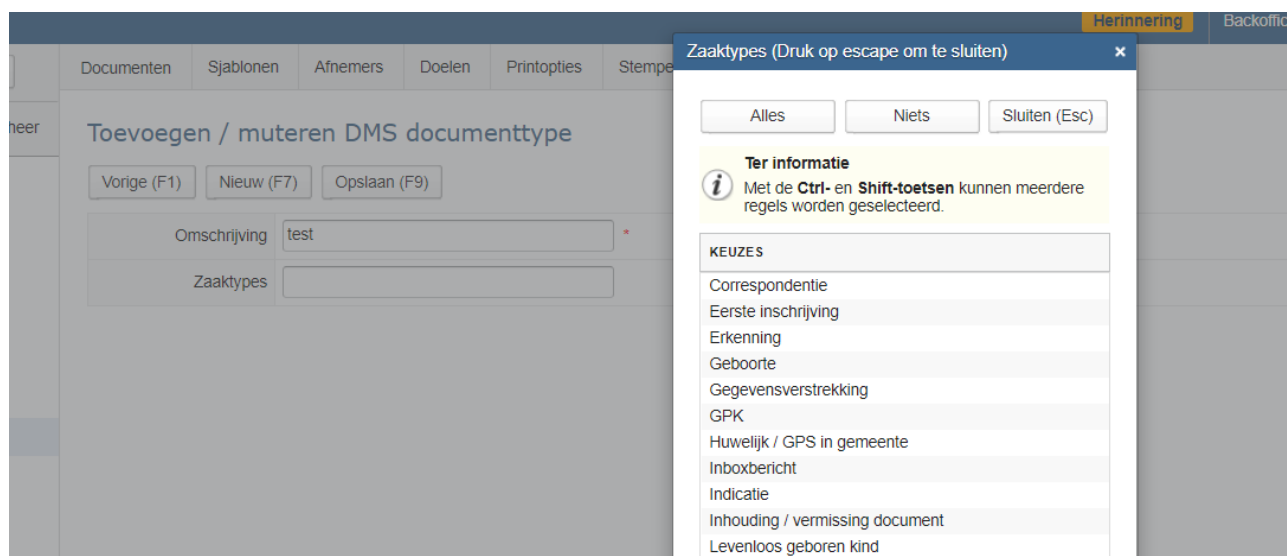 Herinnering
Documenten Sjablonen Afnemers Doelen Printopties
Toevoegen / muteren DMS documenttype
Vorige (F1) Nieuw (F7) Opslaan (F9)
Omschrijving test *
Zaaktypes
Zaaktypes (Druk op escape om te sluiten) ×
Alles Niets Sluiten (Esc)
Ter informatie
Met de Ctrl- en Shift-toetsen kunnen meerdere
regels worden geselecteerd.
KEUZES
Correspondentie
Eerste inschrijving
Erkenning
Geboorte
Gegevensverstrekking
GPK
Huwelijk / GPS in gemeente
Inboxbericht
Indicatie
Inhouding / vermissing document
Levenloos geboren kind